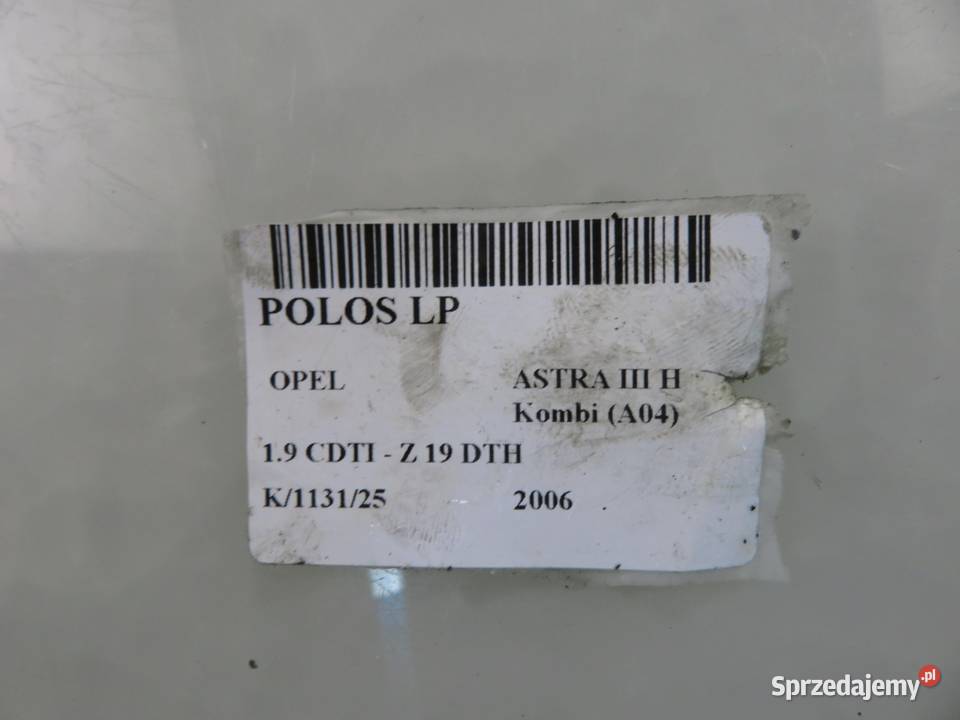 POLOS LP
OPEL ASTRA III H
Kombi (A04)
1.9 CDTI - Z 19 DTH
K/1131/25 2006
Sprzedajemy.pl